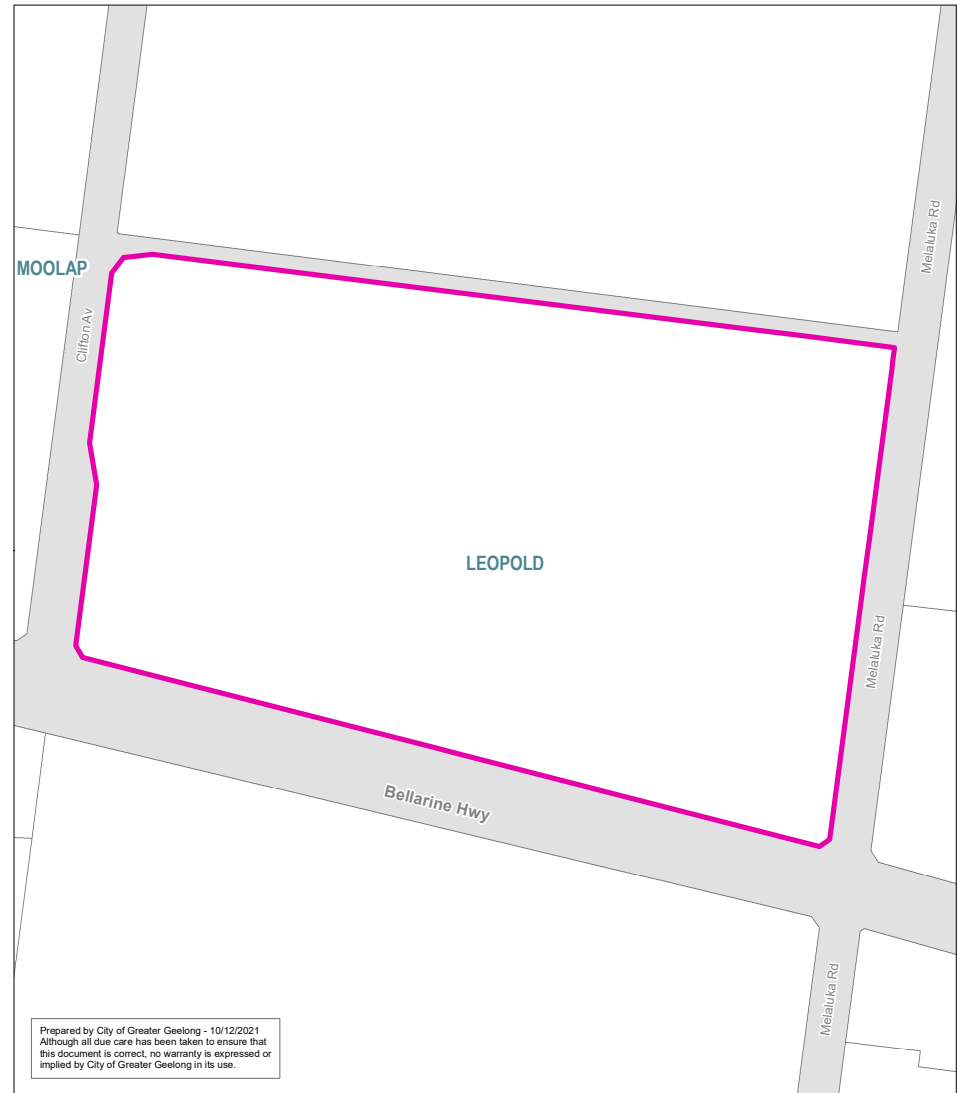 Melaluka Rd
MOOLAP
Clifton Av
LEOPOLD
Melaluka Rd
Bellarine Hwy
Melaluka Rd
Prepared by City of Greater Geelong - 10/12/2021
Although all due care has been taken to ensure that
this document is correct, no warranty is expressed or
implied by City of Greater Geelong in its use.